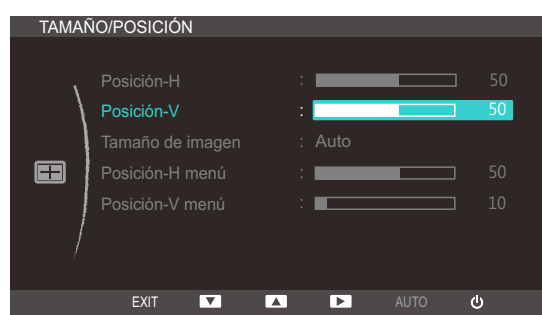 TAMAÑO/POSICIÓN
Posición-H : 50
Posición-V : 50
Tamaño de imagen : Auto
Posición-H menú : 50
Posición-V menú : 10
EXIT AUTO